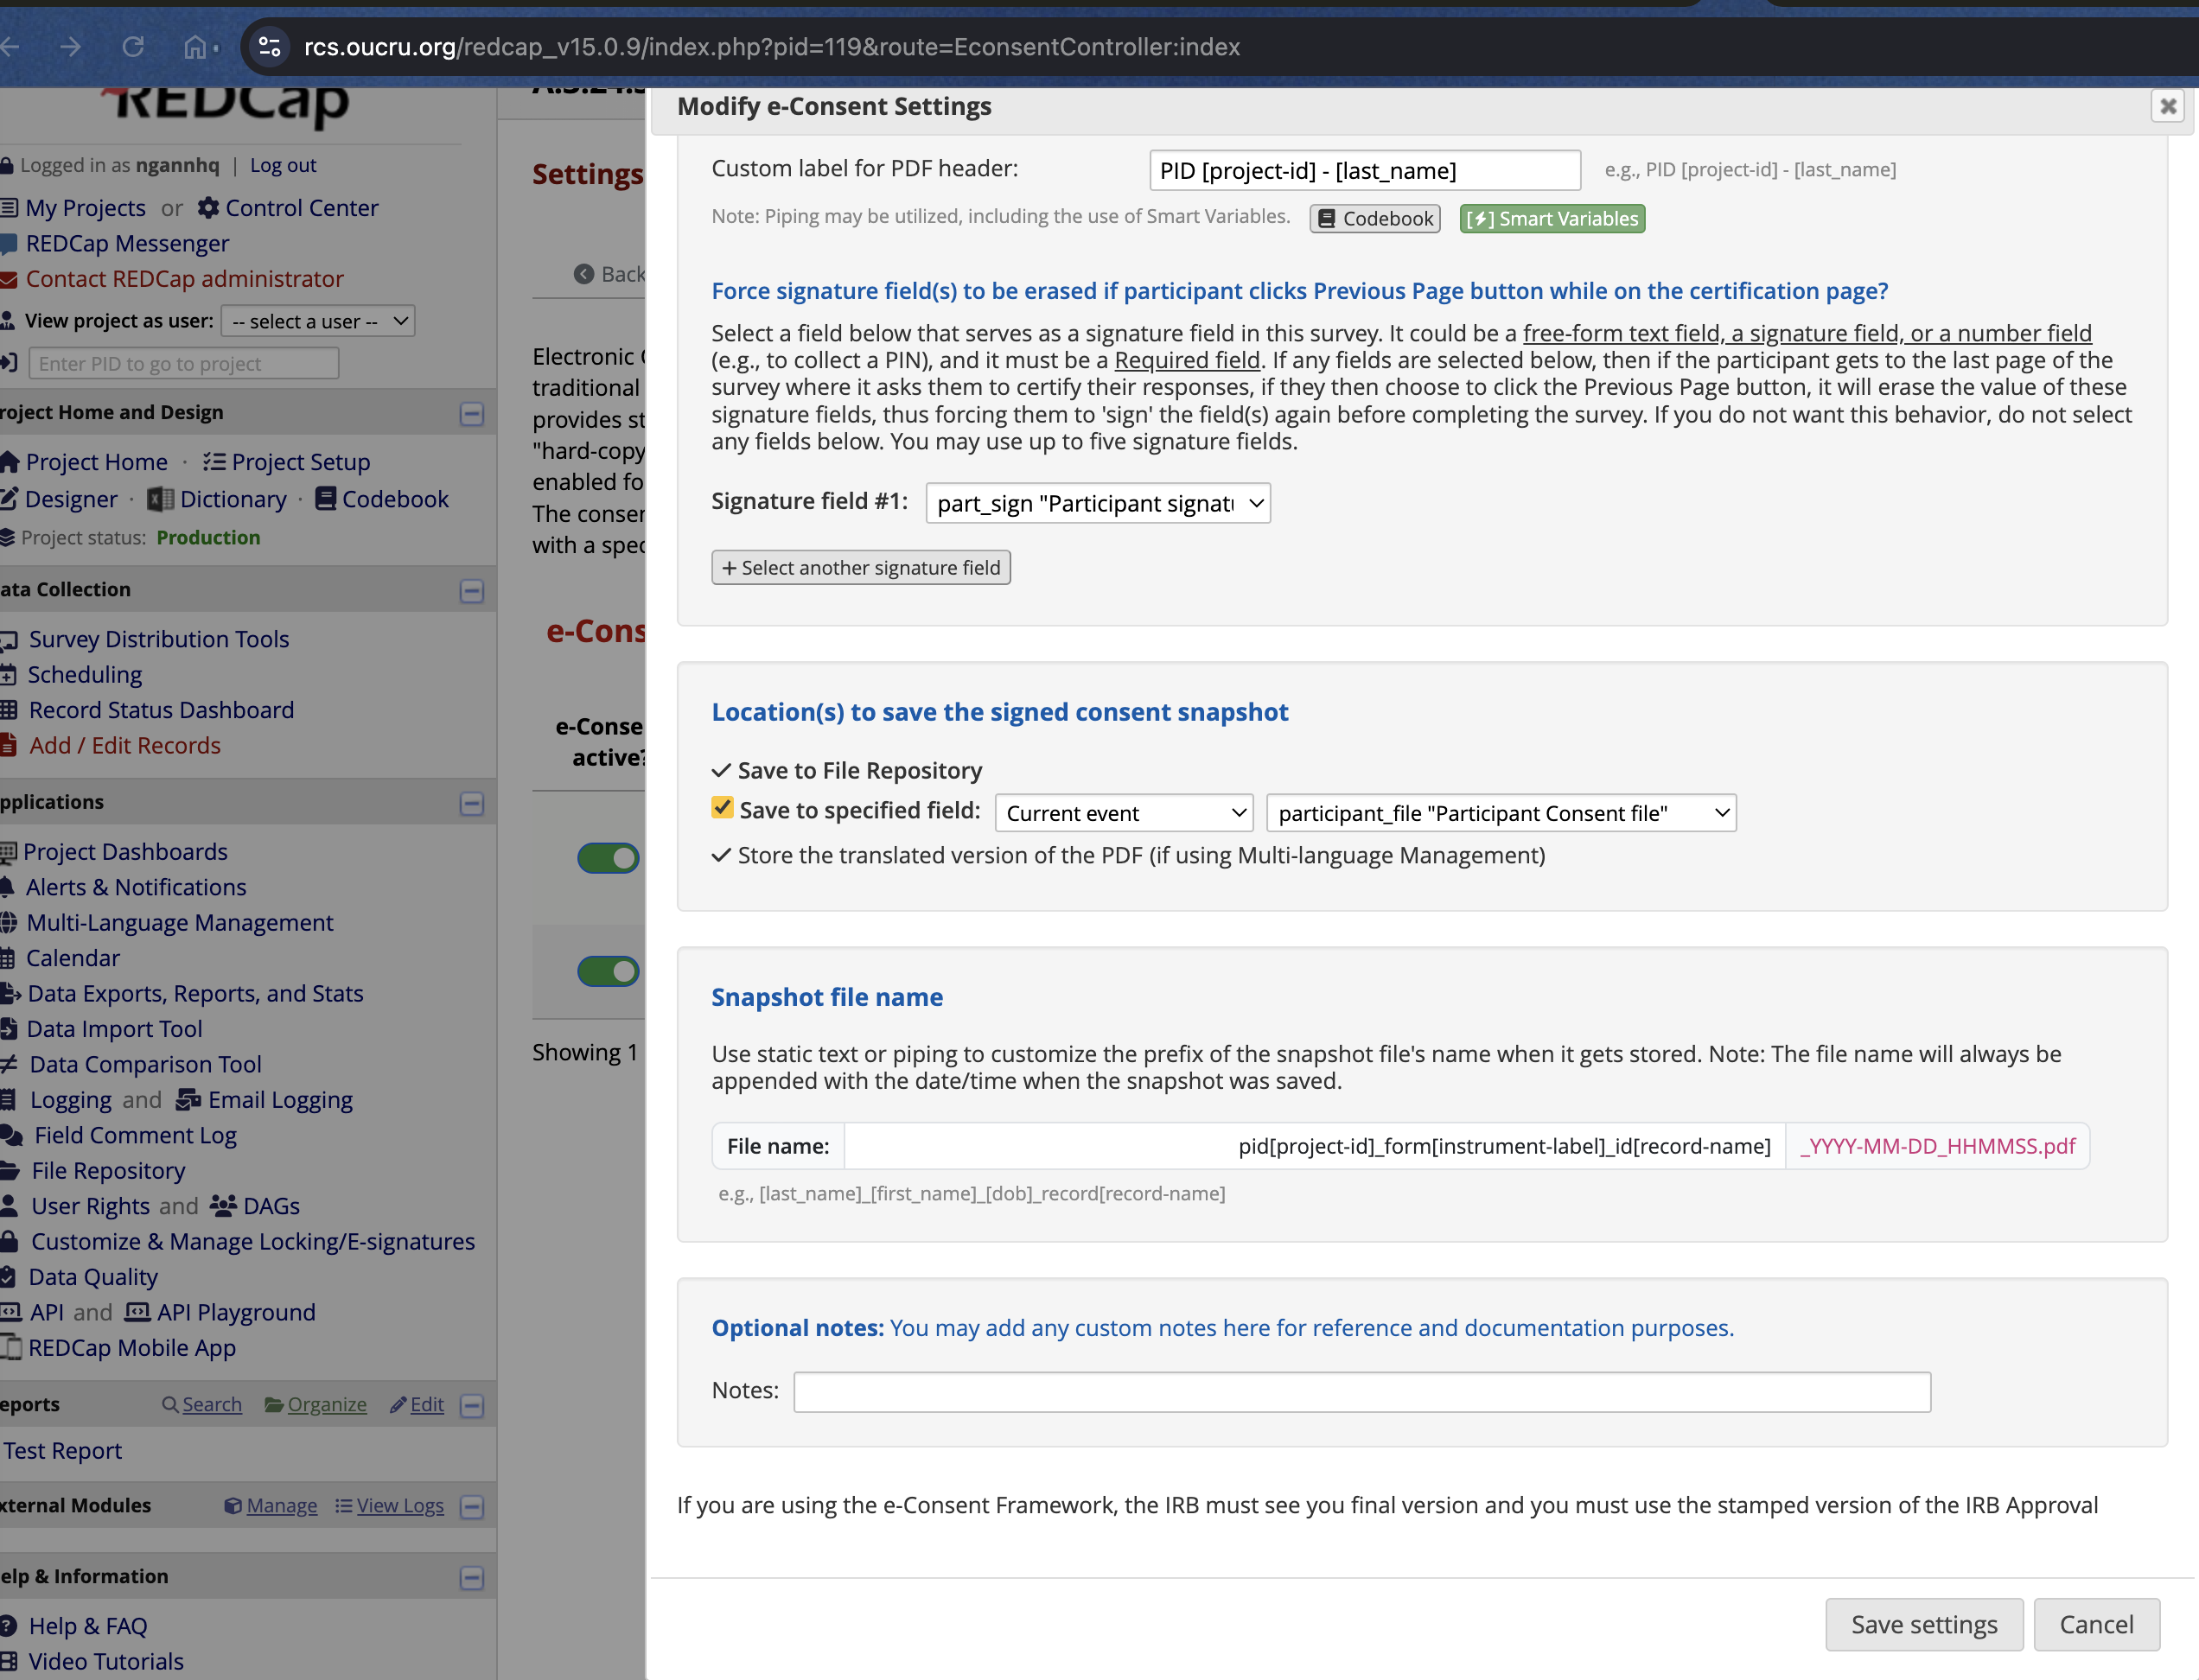 rcs.oucru.org/redcap_v15.0.9/index.php?pid=119&route=EconsentController:index
REDCap
Logged in as ngannhq | Log out
My Projects or Control Center
REDCap Messenger
Contact REDCap administrator
View project as user: -- select a user --
Enter PID to go to project
roject Home and Design
Project Home · Project Setup
Designer · Dictionary · Codebook
Project status: Production
ata Collection
Survey Distribution Tools
Scheduling
Record Status Dashboard
Add / Edit Records
pplications
Project Dashboards
Alerts & Notifications
Multi-Language Management
Calendar
Data Exports, Reports, and Stats
Data Import Tool
Data Comparison Tool
Logging and Email Logging
Field Comment Log
File Repository
User Rights and DAGs
Customize & Manage Locking/E-signatures
Data Quality
API and API Playground
REDCap Mobile App
eports Search Organize Edit
Test Report
xternal Modules Manage View Logs
elp & Information
Help & FAQ
Video Tutorials
Settings
Back
Electronic
traditional
provides st
"hard-copy
enabled fo
The conser
with a spec
e-Cons
e-Conse
active?
Showing 1
Modify e-Consent Settings
Custom label for PDF header: PID [project-id] - [last_name] e.g., PID [project-id] - [last_name]
Note: Piping may be utilized, including the use of Smart Variables. Codebook [⚡] Smart Variables
Force signature field(s) to be erased if participant clicks Previous Page button while on the certification page?
Select a field below that serves as a signature field in this survey. It could be a free-form text field, a signature field, or a number field
(e.g., to collect a PIN), and it must be a Required field. If any fields are selected below, then if the participant gets to the last page of the
survey where it asks them to certify their responses, if they then choose to click the Previous Page button, it will erase the value of these
signature fields, thus forcing them to 'sign' the field(s) again before completing the survey. If you do not want this behavior, do not select
any fields below. You may use up to five signature fields.
Signature field #1: part_sign "Participant signat
+ Select another signature field
Location(s) to save the signed consent snapshot
✓ Save to File Repository
Save to specified field: Current event participant_file "Participant Consent file"
✓ Store the translated version of the PDF (if using Multi-language Management)
Snapshot file name
Use static text or piping to customize the prefix of the snapshot file's name when it gets stored. Note: The file name will always be
appended with the date/time when the snapshot was saved.
File name: pid[project-id]_form[instrument-label]_id[record-name] _YYYY-MM-DD_HHMMSS.pdf
e.g., [last_name]_[first_name]_[dob]_record[record-name]
Optional notes: You may add any custom notes here for reference and documentation purposes.
Notes:
If you are using the e-Consent Framework, the IRB must see you final version and you must use the stamped version of the IRB Approval
Save settings Cancel